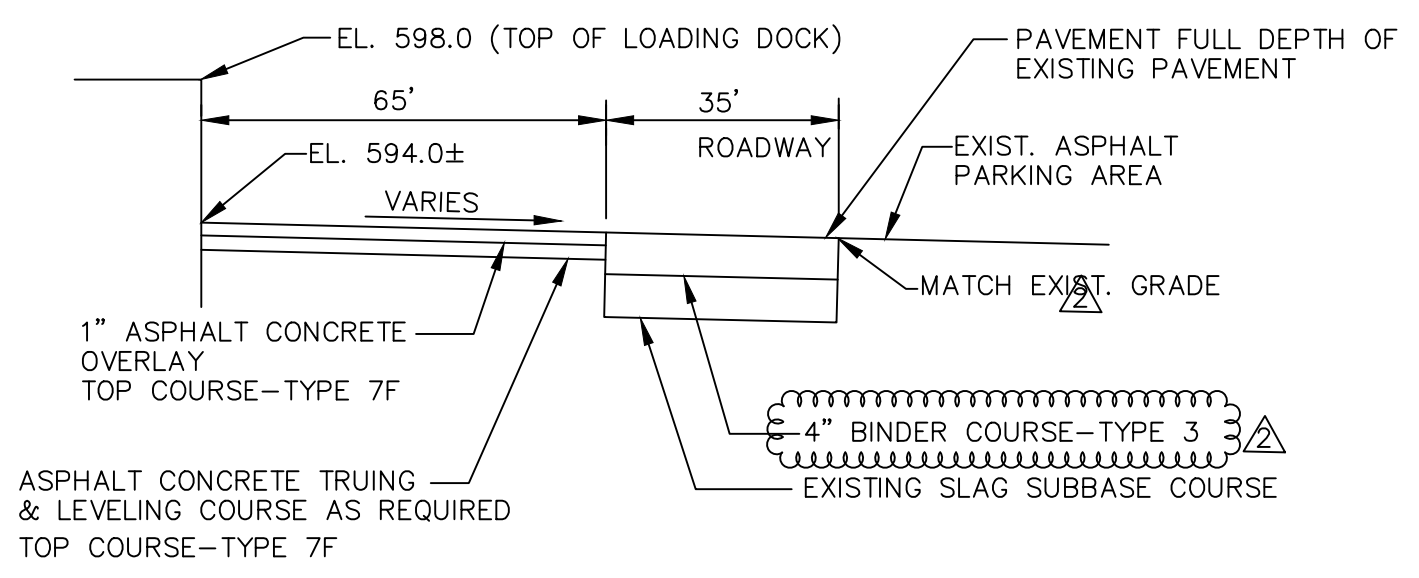 EL. 598.0 (TOP OF LOADING DOCK)
PAVEMENT FULL DEPTH OF
EXISTING PAVEMENT
65'
35'
ROADWAY
EL. 594.0±
EXIST. ASPHALT
PARKING AREA
VARIES
MATCH EXIST. GRADE
2
1" ASPHALT CONCRETE
OVERLAY
TOP COURSE-TYPE 7F
4" BINDER COURSE-TYPE 3
2
ASPHALT CONCRETE TRUING
& LEVELING COURSE AS REQUIRED
TOP COURSE-TYPE 7F
EXISTING SLAG SUBBASE COURSE